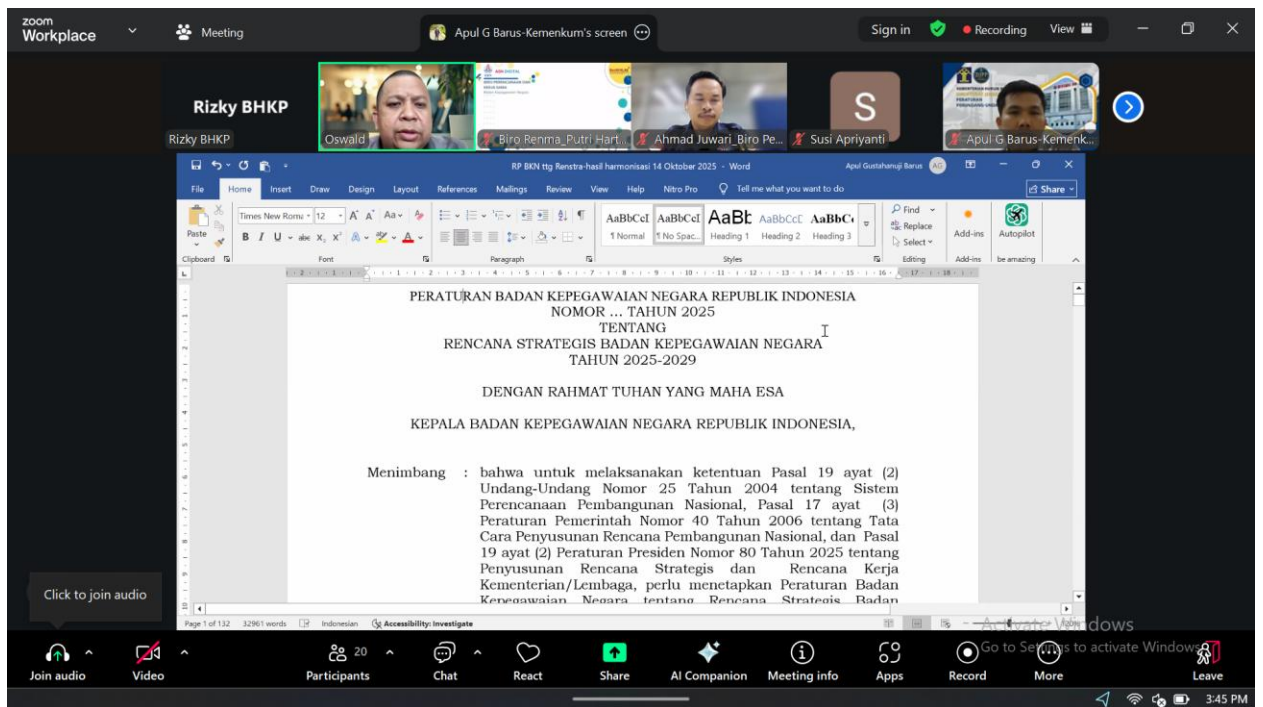 zoom
Workplace
Meeting
Apul G Barus-Kemenkum's screen
Sign in
Recording
View
Rizky BHKP
Rizky BHKP
Oswald
Biro Renma_Putri Hart...
Ahmad Juwari_Biro Pe...
S
Susi Apriyanti
Apul G Barus-Kemenk...
RP BKN ttg Renstra-hasil harmonisasi 14 Oktober 2025 - Word
Apul Gustahanuji Barus
AG
File Home Insert Draw Design Layout References Mailings Review View Help Nitro Pro Tell me what you want to do
Share
Paste
Times New Roma 12
AaBbCcI AaBbCcI AaBb AaBbCcD AaBbC
¶ Normal ¶ No Spac... Heading 1 Heading 2 Heading 3
Find
Replace
Select
Add-ins
Autopilot
Clipboard Font Paragraph Styles Editing Add-ins be amazing
PERATURAN BADAN KEPEGAWAIAN NEGARA REPUBLIK INDONESIA
NOMOR ... TAHUN 2025
TENTANG
RENCANA STRATEGIS BADAN KEPEGAWAIAN NEGARA
TAHUN 2025-2029
DENGAN RAHMAT TUHAN YANG MAHA ESA
KEPALA BADAN KEPEGAWAIAN NEGARA REPUBLIK INDONESIA,
Menimbang : bahwa untuk melaksanakan ketentuan Pasal 19 ayat (2)
Undang-Undang Nomor 25 Tahun 2004 tentang Sistem
Perencanaan Pembangunan Nasional, Pasal 17 ayat (3)
Peraturan Pemerintah Nomor 40 Tahun 2006 tentang Tata
Cara Penyusunan Rencana Pembangunan Nasional, dan Pasal
19 ayat (2) Peraturan Presiden Nomor 80 Tahun 2025 tentang
Penyusunan Rencana Strategis dan Rencana Kerja
Kementerian/Lembaga, perlu menetapkan Peraturan Badan
Kepegawaian Negara tentang Rencana Strategis Badan
Click to join audio
Page 1 of 132 32961 words Indonesian Accessibility: Investigate
Activate Windows
Go to Settings to activate Windows.
Join audio
Video
Participants 20
Chat
React
Share
AI Companion
Meeting info
Apps
Record
More
Leave
3:45 PM